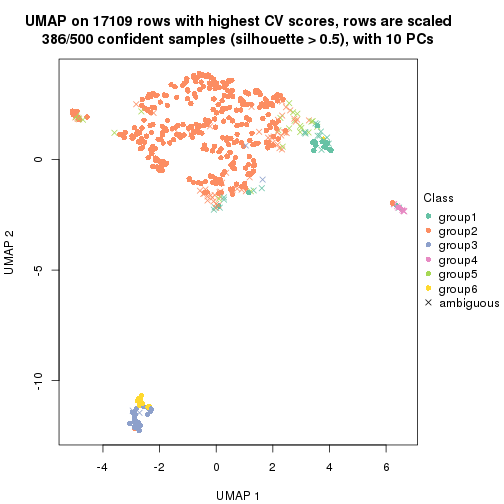 UMAP on 17109 rows with highest CV scores, rows are scaled
386/500 confident samples (silhouette > 0.5), with 10 PCs
UMAP 2
0
-5
-10
-4
-2
0
2
4
6
UMAP 1
Class
group1
group2
group3
group4
group5
group6
ambiguous